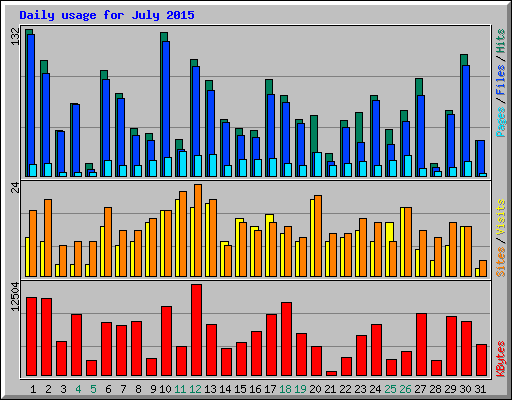 Daily usage for July 2015
132
Pages / Files / Hits
24
Sites / Visits
12504
KBytes
1 2 3 4 5 6 7 8 9 10 11 12 13 14 15 16 17 18 19 20 21 22 23 24 25 26 27 28 29 30 31